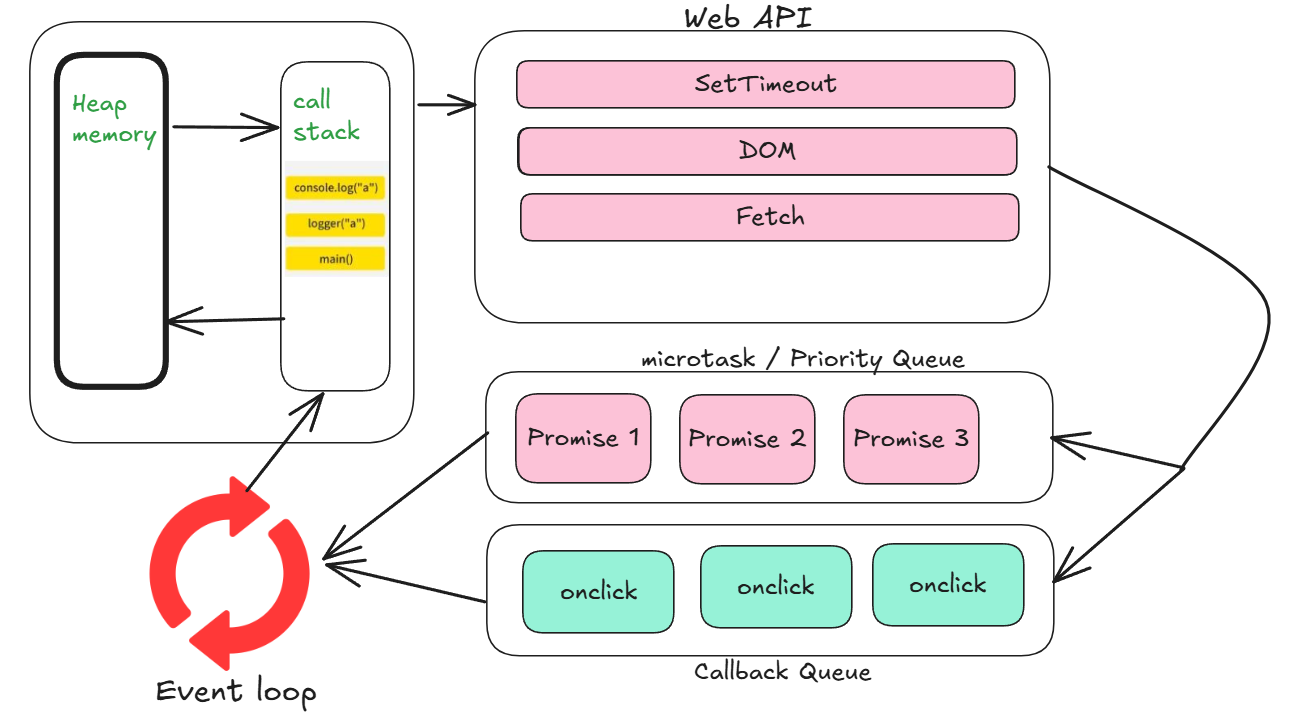 Web API
Heap
memory
call
stack
console.log("a")
logger("a")
main()
SetTimeout
DOM
Fetch
microtask / Priority Queue
Promise 1
Promise 2
Promise 3
onclick
onclick
onclick
Callback Queue
Event loop